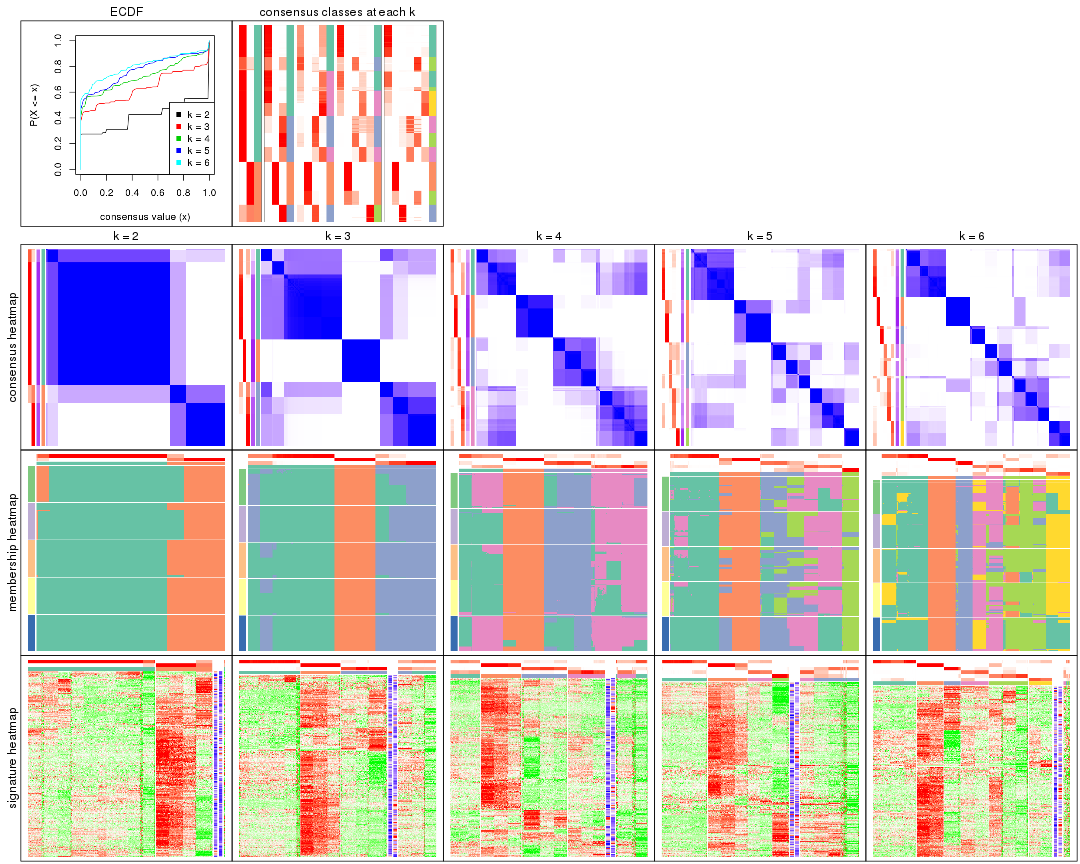 ECDF
consensus classes at each k
P(X <= x)
1.0
0.8
0.6
0.4
0.2
0.0
k = 2
k = 3
k = 4
k = 5
k = 6
0.0 0.2 0.4 0.6 0.8 1.0
consensus value (x)
k = 2
k = 3
k = 4
k = 5
k = 6
consensus heatmap
membership heatmap
signature heatmap